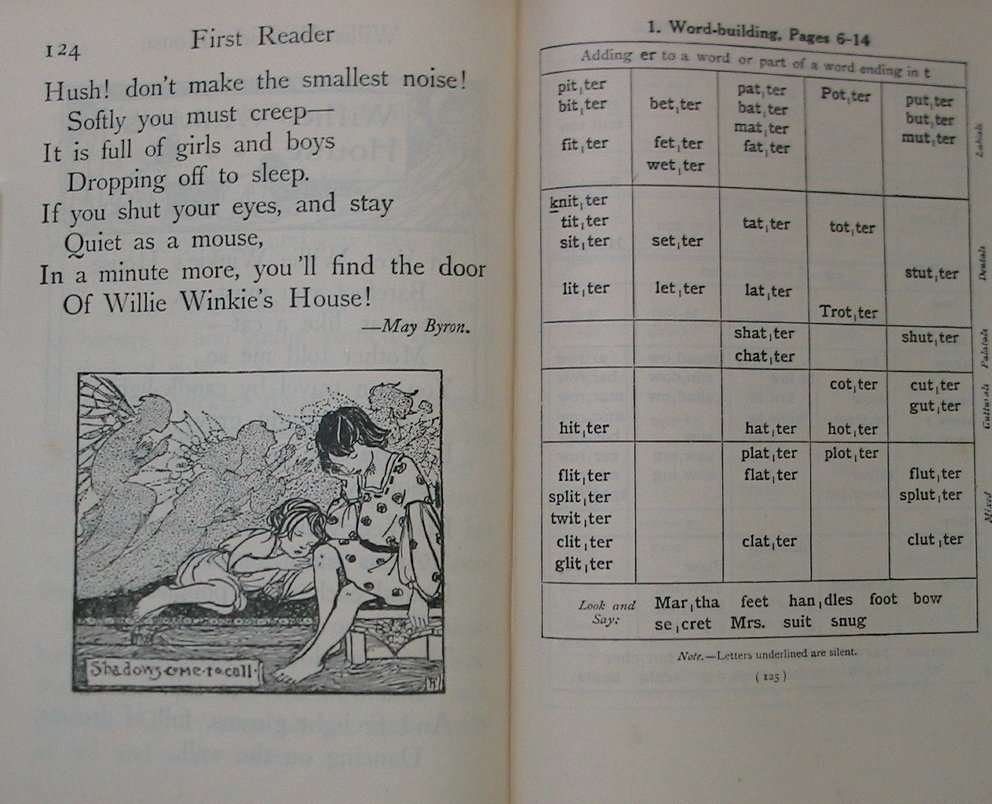 124
First Reader
Hush! don't make the smallest noise!
Softly you must creep—
It is full of girls and boys
Dropping off to sleep.
If you shut your eyes, and stay
Quiet as a mouse,
In a minute more, you'll find the door
Of Willie Winkie's House!
—May Byron.
Shadows·come·to·call·
1. Word-building, Pages 6-14
Adding er to a word or part of a word ending in t
pit,ter pat,ter Pot,ter put,ter
bit,ter bet,ter bat,ter but,ter
mat,ter mut,ter
fit,ter fet,ter fat,ter
wet,ter
Labials
knit,ter
tit,ter tat,ter tot,ter
sit,ter set,ter
stut,ter
lit,ter let,ter lat,ter
Trot,ter
Dentals
shat,ter shut,ter
chat,ter
Palatals
cot,ter cut,ter
gut,ter
hit,ter hat,ter hot,ter
Gutturals
plat,ter plot,ter
flit,ter flat,ter flut,ter
split,ter splut,ter
twit,ter
clit,ter clat,ter clut,ter
glit,ter
Mixed
Look and Say: Mar,tha feet han,dles foot bow
se,cret Mrs. suit snug
Note.—Letters underlined are silent.
(125)